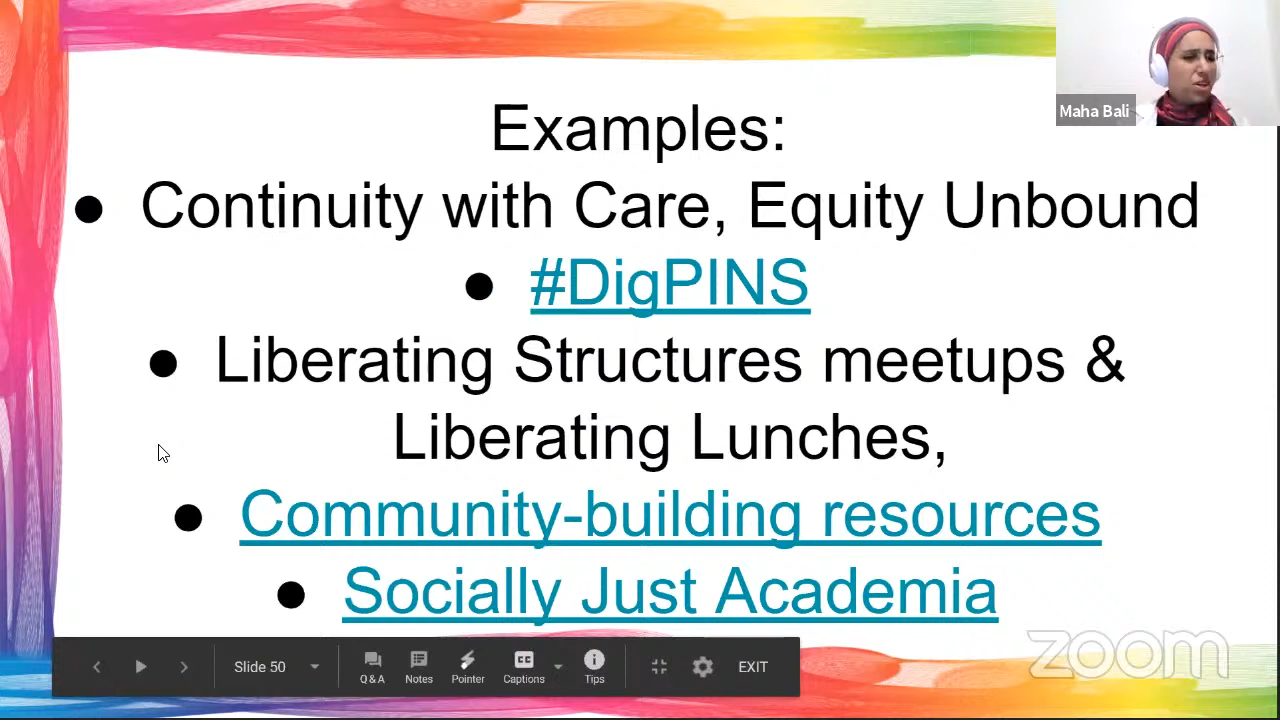 Maha Bali
Examples:
● Continuity with Care, Equity Unbound
● #DigPINS
● Liberating Structures meetups &
Liberating Lunches,
● Community-building resources
● Socially Just Academia
zoom
Slide 50
Q & A
Notes
Pointer
CC
Captions
Tips
EXIT